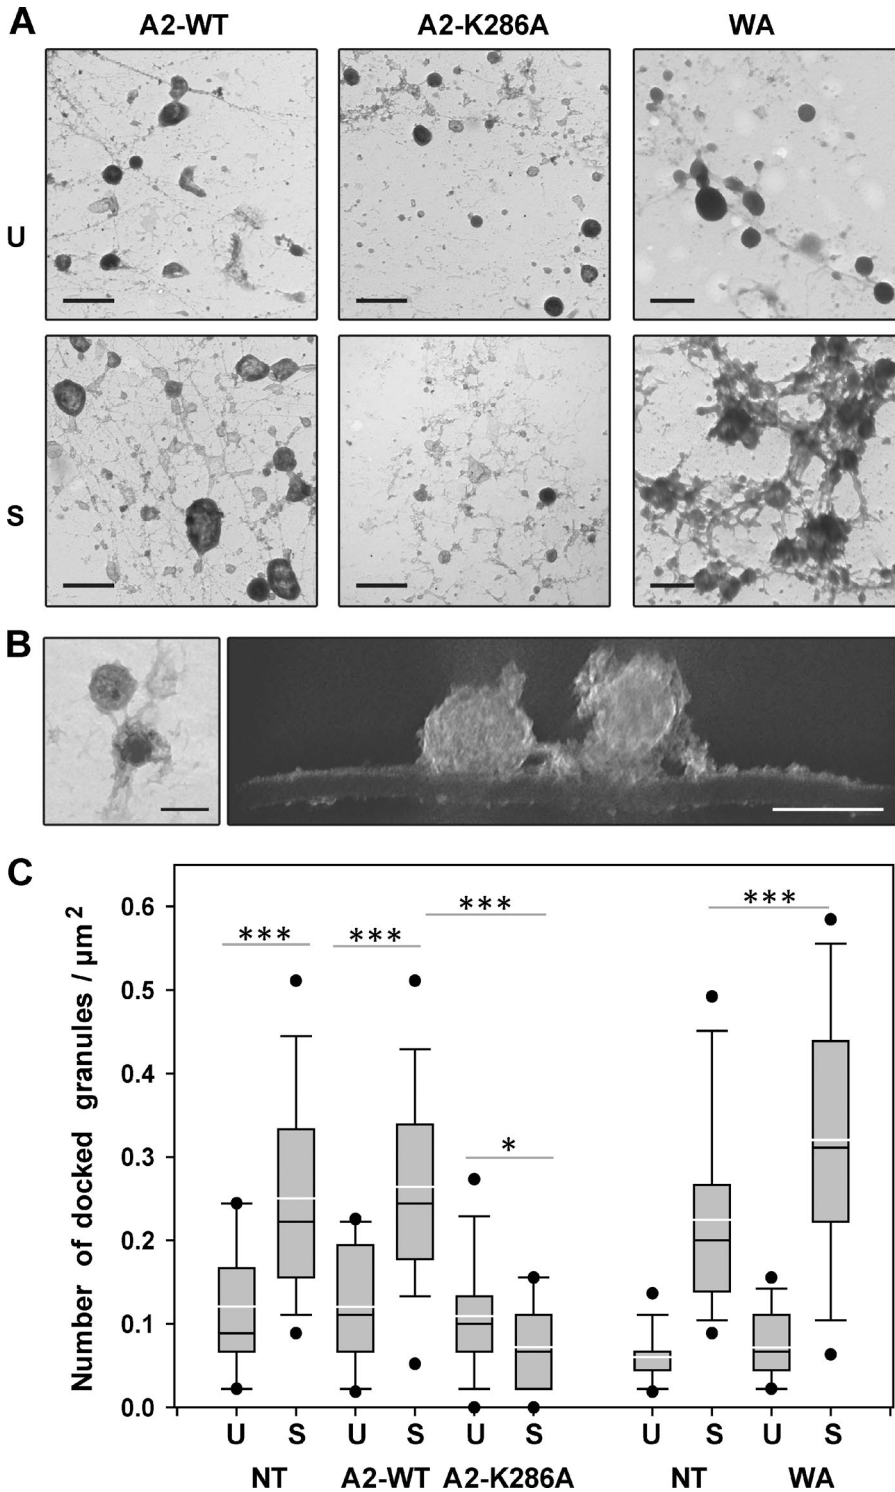 A
A2-WT A2-K286A WA
U
S
B
C
Number of docked granules / µm²
0.6
0.5
0.4
0.3
0.2
0.1
0.0
*** *** *** * ***
U S U S U S U S U S
NT A2-WT A2-K286A NT WA